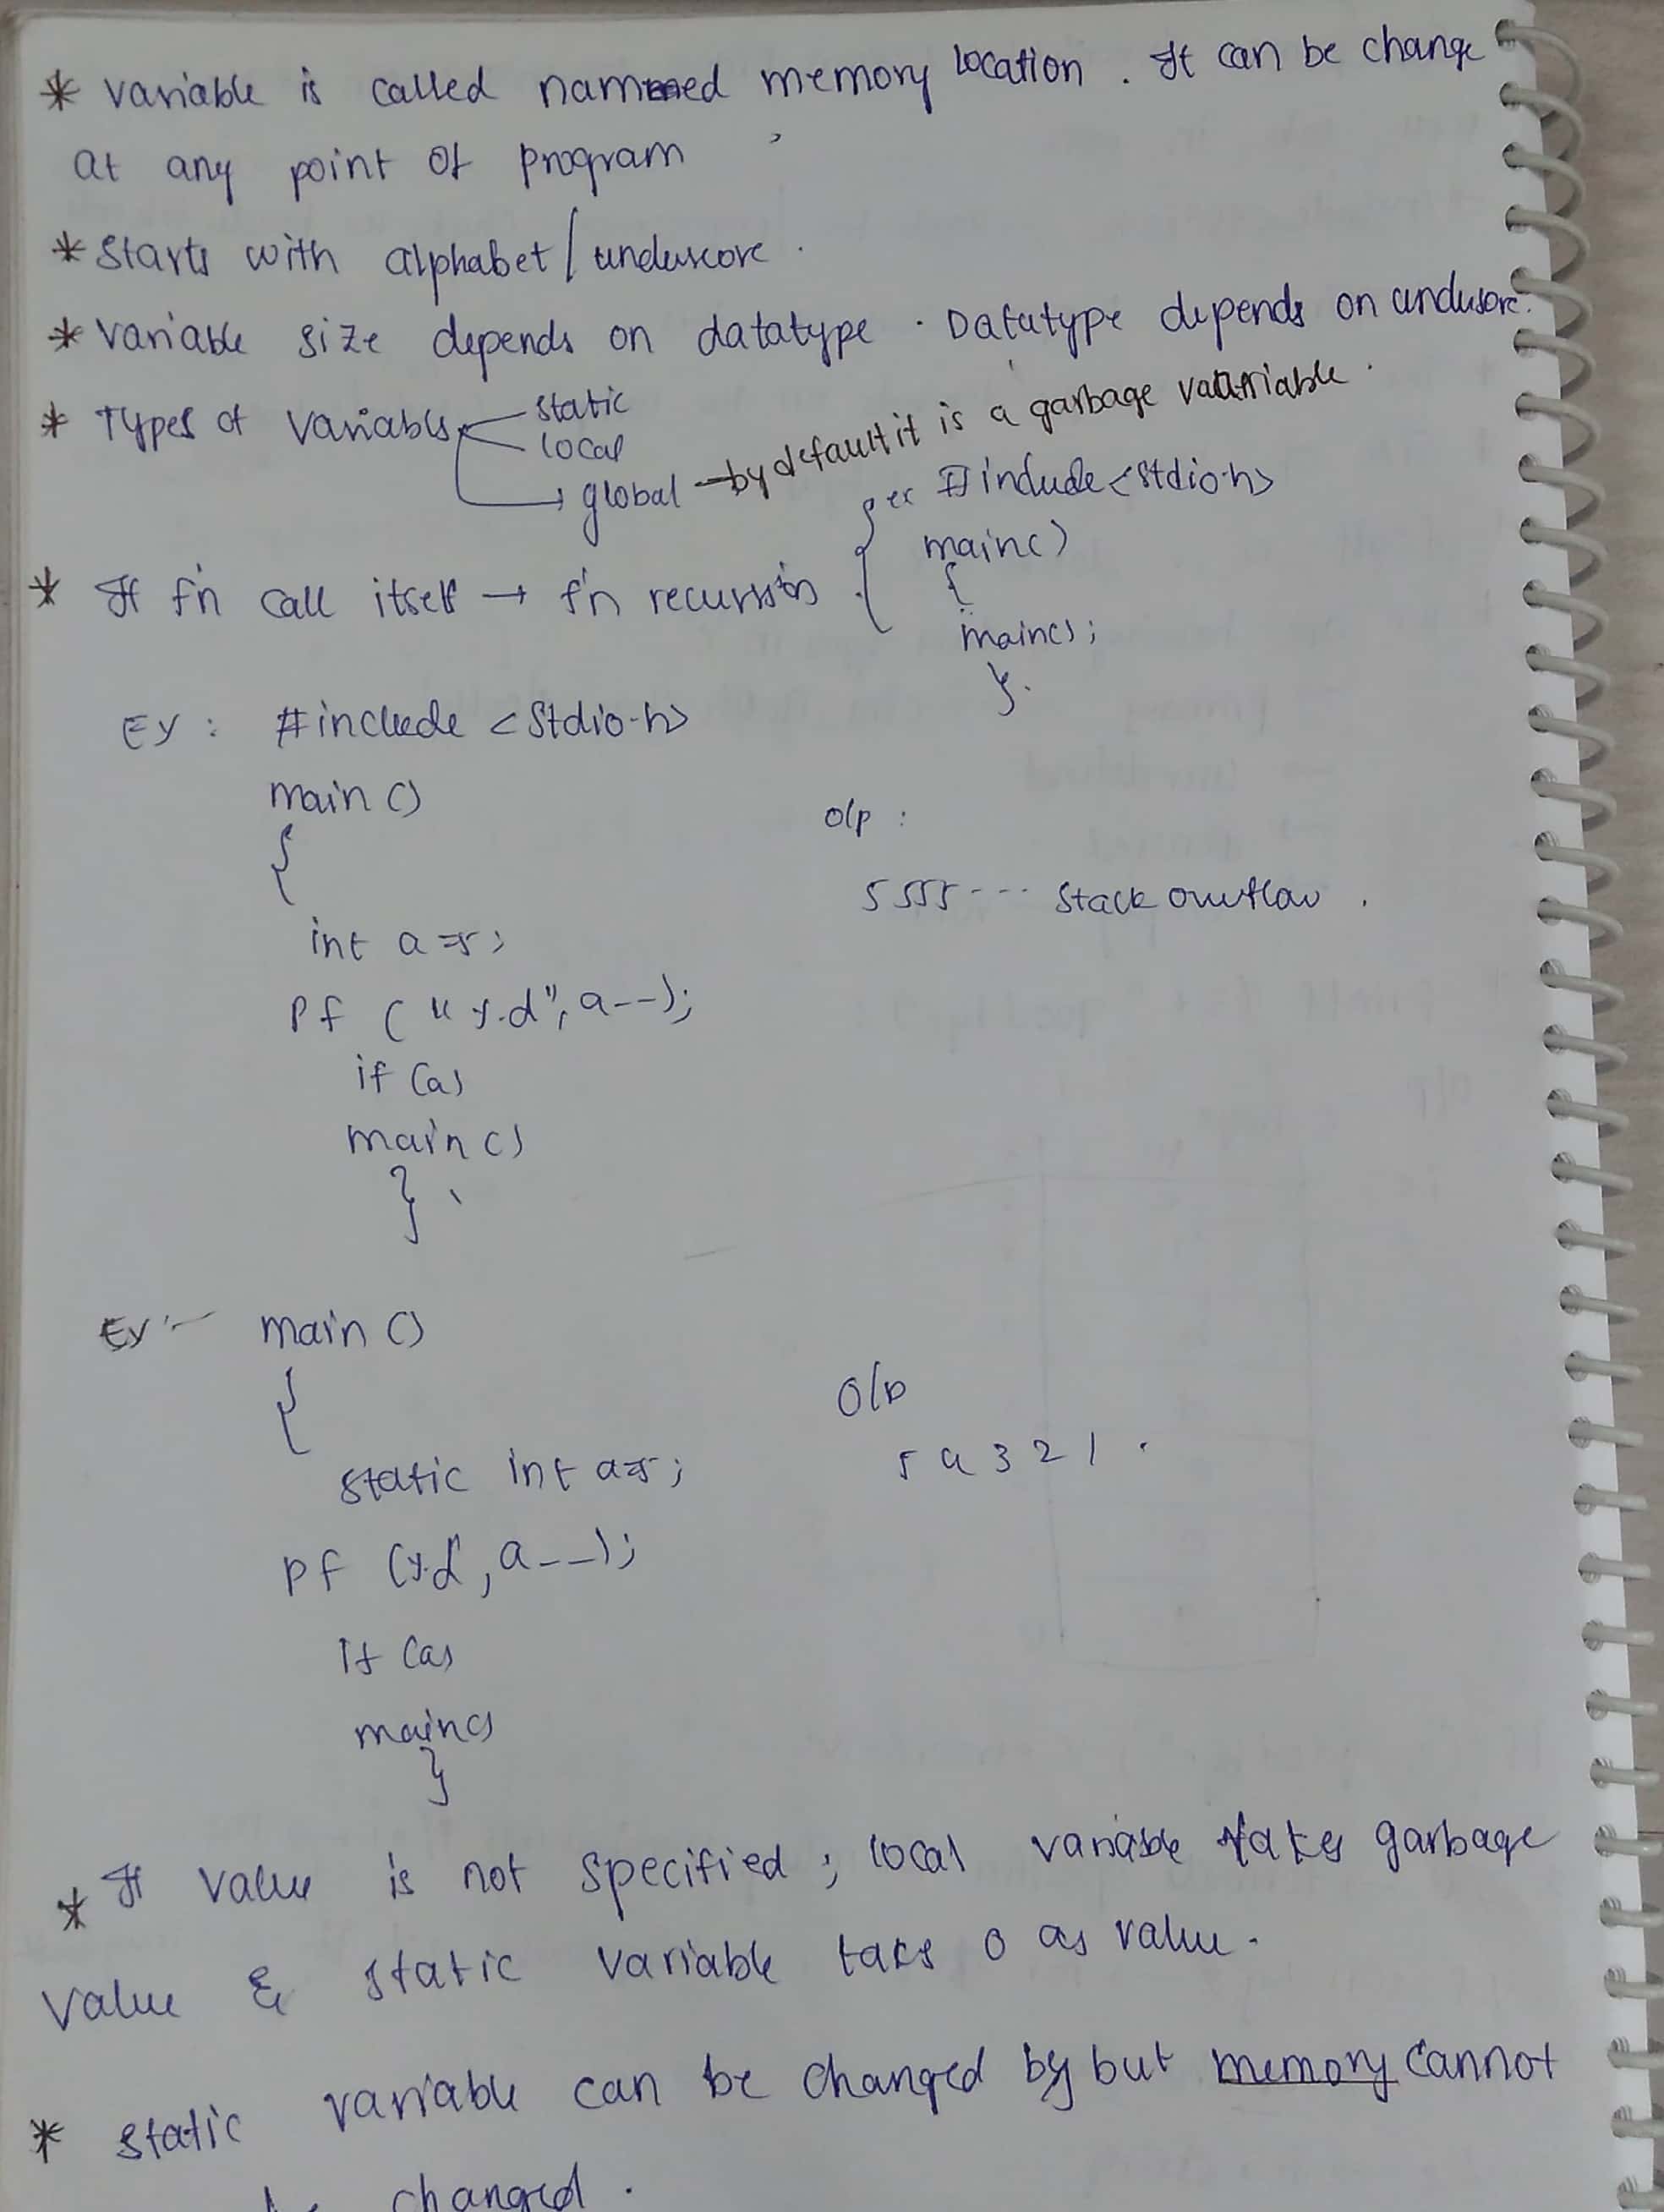 * Variable is called named memory location. It can be change
at any point of program
* Starts with alphabet / underscore.
* Variable size depends on datatype. Datatype depends on
* Types of Variables static
local
global → by default it is a garbage variable.
* If f'n call itself → f'n recursion { ex #include <stdio.h>
main()
{
main();
}.
Ex : #include <Stdio.h>
main ()
{
o/p :
5 555 --- Stack overflow .
int a=5;
Pf ( "%d", a--);
if (a)
main ()
}
Ex :- main ()
{
O/p
5 4 3 2 1 .
static int a=5;
Pf (%d", a--);
If (a)
main()
}
* If value is not specified ; local variable takes garbage
value & static variable takes 0 as value.
* static variable can be changed by but memory cannot
changed .